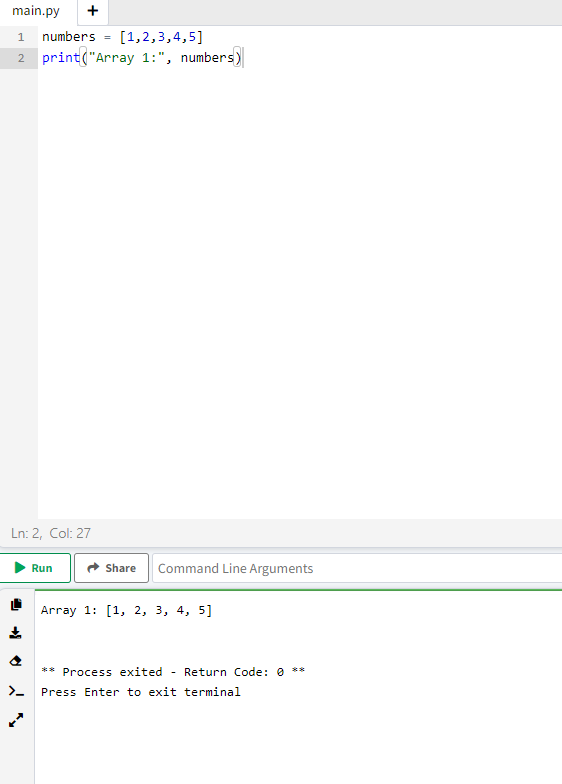 main.py +
1 numbers = [1,2,3,4,5]
2 print("Array 1:", numbers)
Ln: 2, Col: 27
Run Share Command Line Arguments
Array 1: [1, 2, 3, 4, 5]
** Process exited - Return Code: 0 **
Press Enter to exit terminal